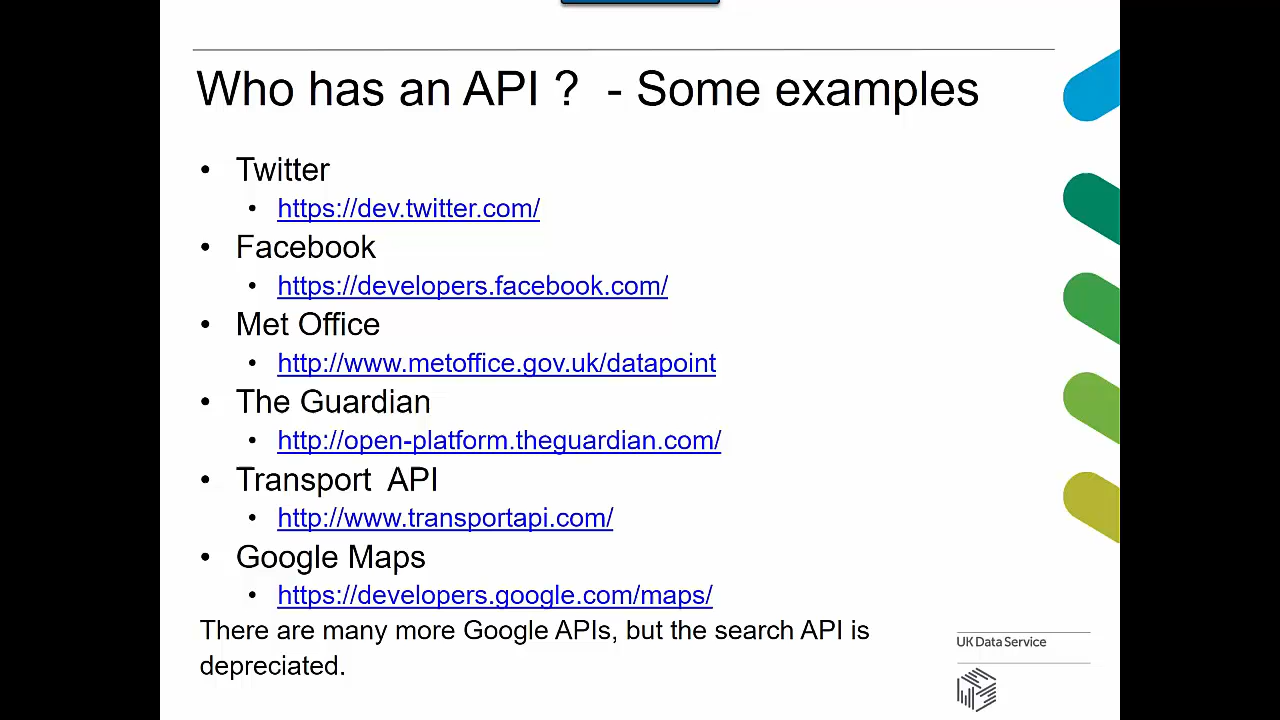 Who has an API ? - Some examples
• Twitter
• https://dev.twitter.com/
• Facebook
• https://developers.facebook.com/
• Met Office
• http://www.metoffice.gov.uk/datapoint
• The Guardian
• http://open-platform.theguardian.com/
• Transport API
• http://www.transportapi.com/
• Google Maps
• https://developers.google.com/maps/
There are many more Google APIs, but the search API is
depreciated.
UK Data Service